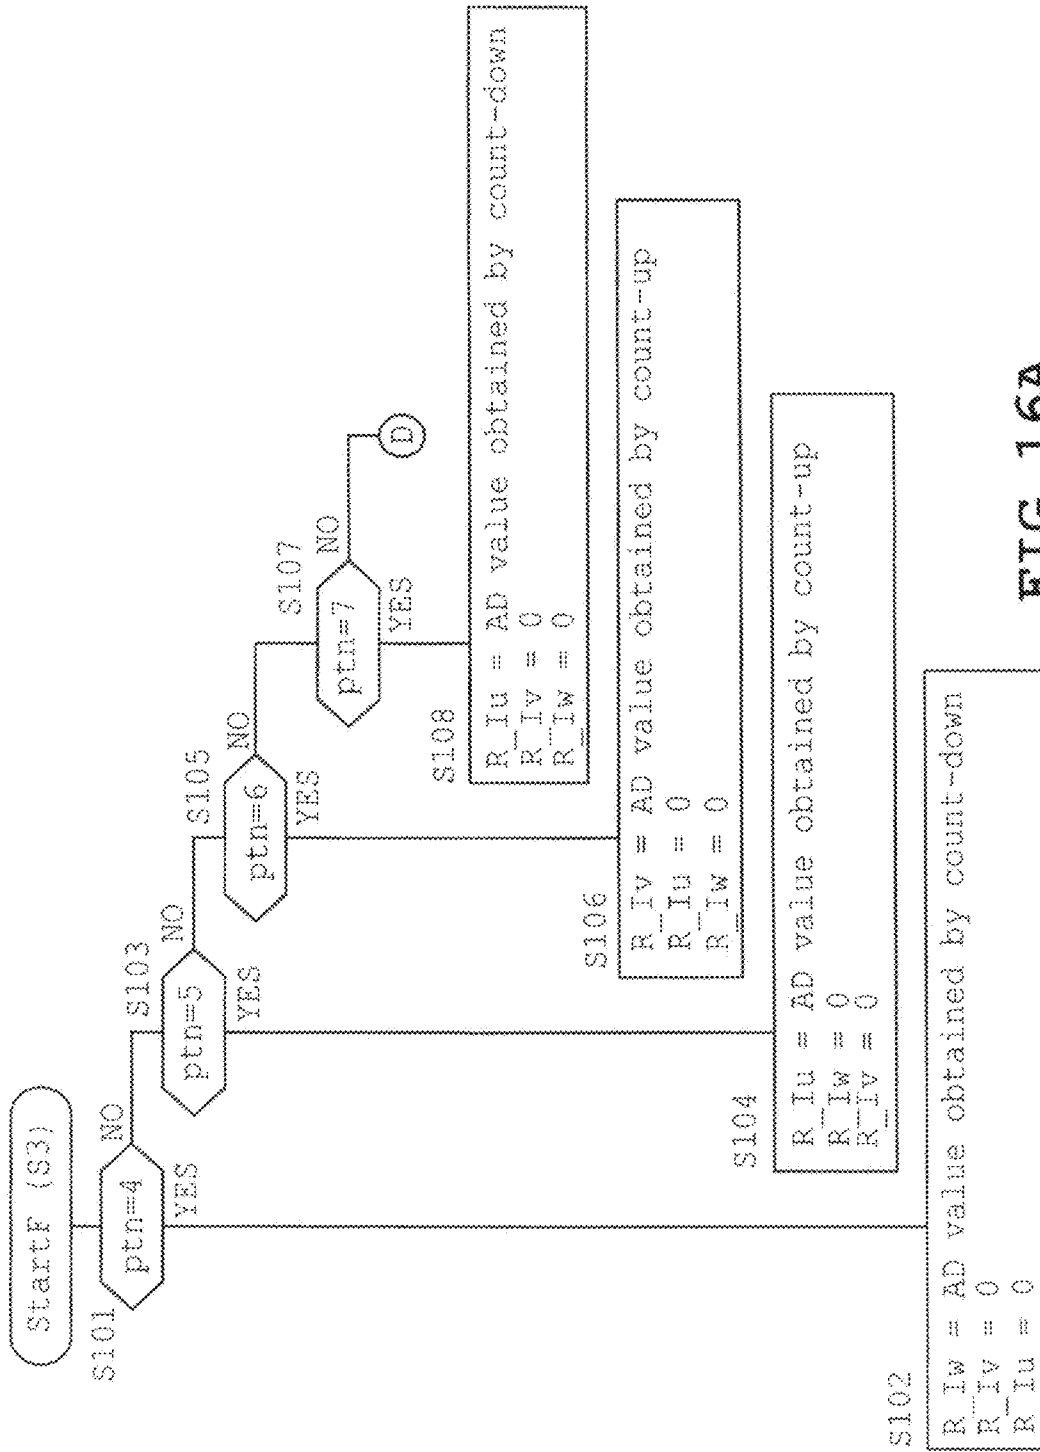 StartF (S3)
S101
ptn=4
NO
YES
S103
ptn=5
NO
YES
S105
ptn=6
NO
YES
S107
ptn=7
NO
YES
D
S108
R_Iu = AD value obtained by count-down
R_Iv = 0
R_Iw = 0
S106
R_Iv = AD value obtained by count-up
R_Iu = 0
R_Iw = 0
S104
R_Iu = AD value obtained by count-up
R_Iw = 0
R_Iv = 0
S102
R_Iw = AD value obtained by count-down
R_Iv = 0
R_Iu = 0
FIG 16A